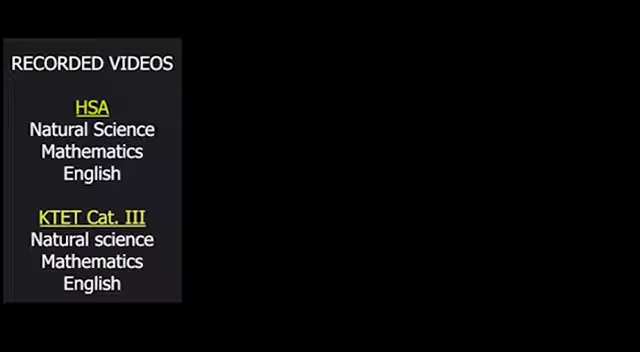 RECORDED VIDEOS
HSA
Natural Science
Mathematics
English
KTET Cat. III
Natural science
Mathematics
English